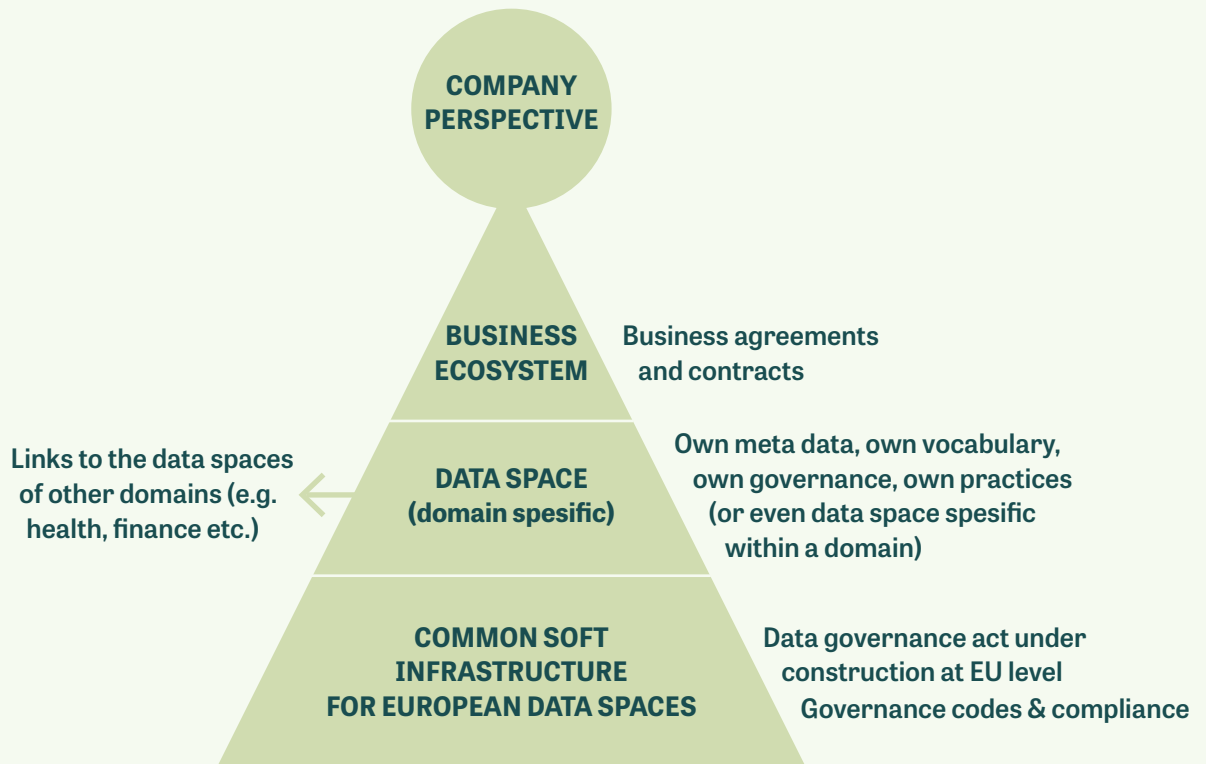 COMPANY
PERSPECTIVE
BUSINESS
ECOSYSTEM
Business agreements
and contracts
Links to the data spaces
of other domains (e.g.
health, finance etc.)
DATA SPACE
(domain spesific)
Own meta data, own vocabulary,
own governance, own practices
(or even data space spesific
within a domain)
COMMON SOFT
INFRASTRUCTURE
FOR EUROPEAN DATA SPACES
Data governance act under
construction at EU level
Governance codes & compliance